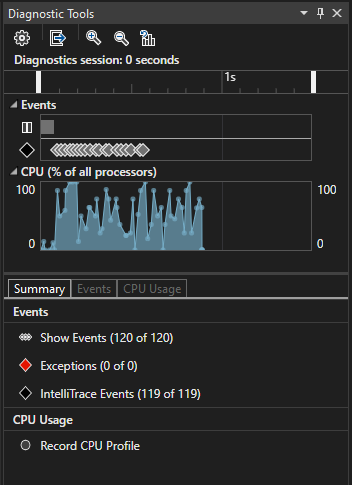 Diagnostic Tools
Diagnostics session: 0 seconds
1s
Events
CPU (% of all processors)
100 100
0 0
Summary Events CPU Usage
Events
Show Events (120 of 120)
Exceptions (0 of 0)
IntelliTrace Events (119 of 119)
CPU Usage
Record CPU Profile